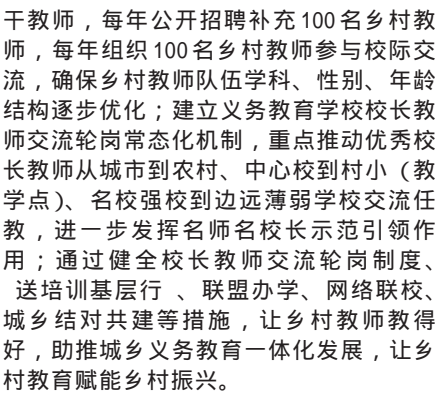 干教师，每年公开招聘补充100名乡村教
师，每年组织100名乡村教师参与校际交
流，确保乡村教师队伍学科、性别、年龄
结构逐步优化；建立义务教育学校校长教
师交流轮岗常态化机制，重点推动优秀校
长教师从城市到农村、中心校到村小（教
学点）、名校强校到边远薄弱学校交流任
教，进一步发挥名师名校长示范引领作
用；通过健全校长教师交流轮岗制度、
送培训基层行 、联盟办学、网络联校、
城乡结对共建等措施，让乡村教师教得
好，助推城乡义务教育一体化发展，让乡
村教育赋能乡村振兴。